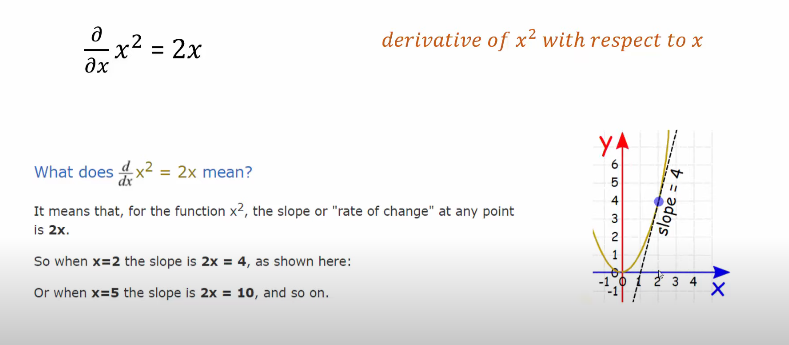 ∂/∂x x² = 2x
derivative of x² with respect to x
What does d/dx x² = 2x mean?
It means that, for the function x², the slope or "rate of change" at any point
is 2x.
So when x=2 the slope is 2x = 4, as shown here:
Or when x=5 the slope is 2x = 10, and so on.
Y
6
5
4
3
2
1
0
-1
slope = 4
-1 0 1 2 3 4
X